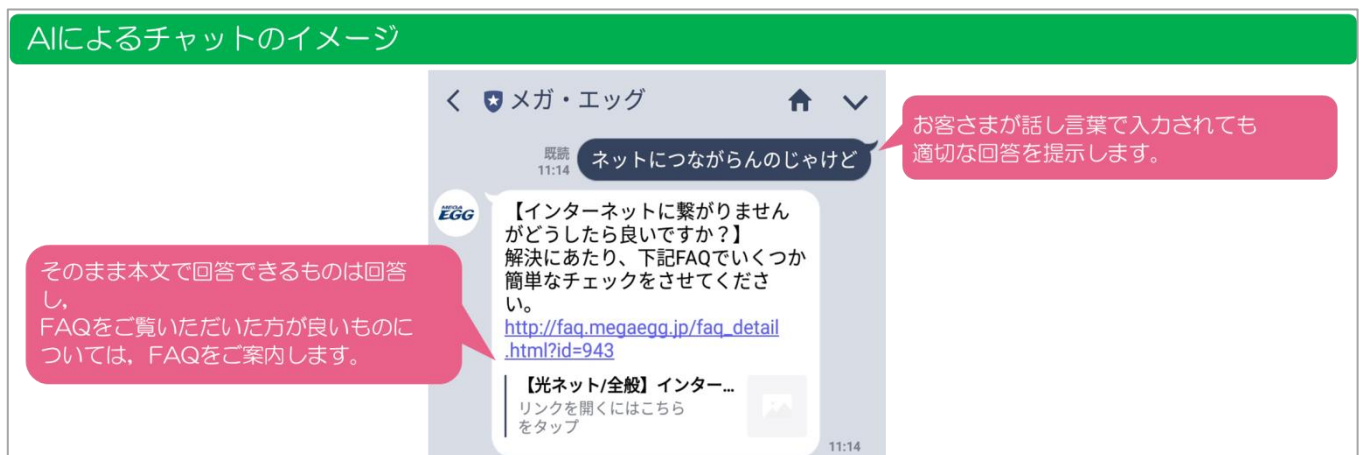 AIによるチャットのイメージ
メガ・エッグ
お客さまが話し言葉で入力されても
適切な回答を提示します。
既読
11:14
ネットにつながらんのじゃけど
MEGA
EGG
【インターネットに繋がりません
がどうしたら良いですか？】
解決にあたり、下記FAQでいくつか
簡単なチェックをさせてくださ
い。
http://faq.megaegg.jp/faq_detail
.html?id=943
そのまま本文で回答できるものは回答
し，
FAQをご覧いただいた方が良いものに
ついては，FAQをご案内します。
【光ネット/全般】インター...
リンクを開くにはこちら
をタップ
11:14